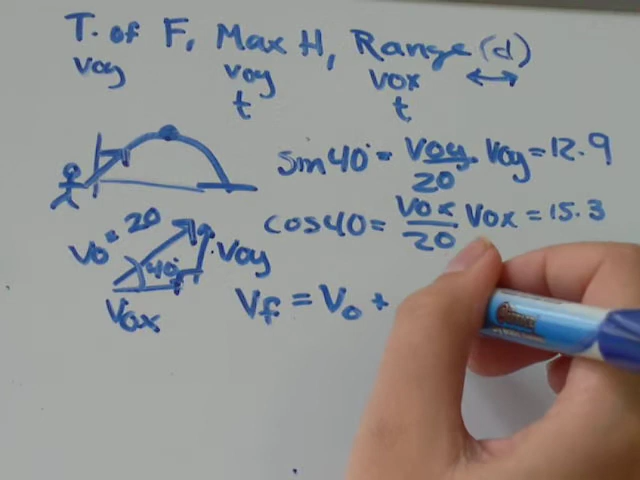 T. of F, Max H, Range (d)
voy voy vox
t t
sin40° = voy/20 voy = 12.9
cos40 = vox/20 vox = 15.3
vo = 20
40°
voy
vox
Vf = Vo +